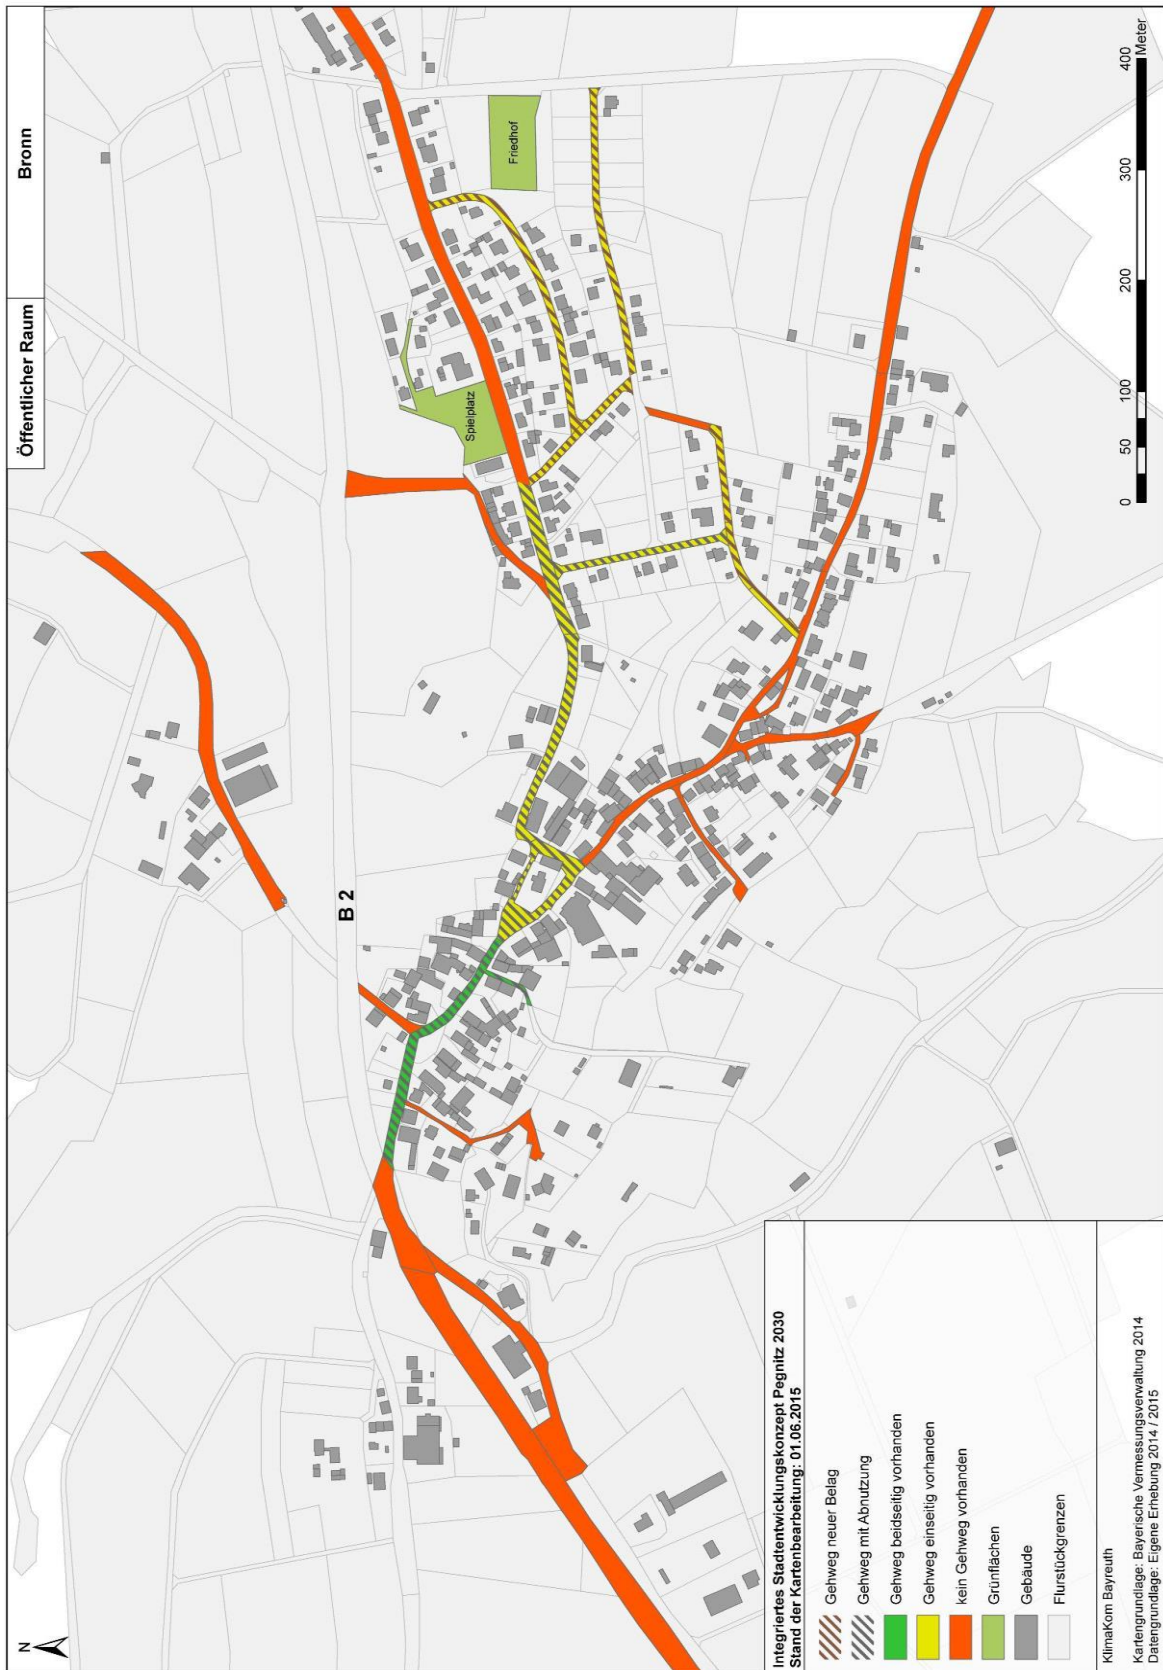 Öffentlicher Raum
Bronn
N
B 2
Spielplatz
Friedhof
0 50 100 200 300 400
Meter
Integriertes Stadtentwicklungskonzept Pegnitz 2030
Stand der Kartenbearbeitung: 01.06.2015
Gehweg neuer Belag
Gehweg mit Abnutzung
Gehweg beidseitig vorhanden
Gehweg einseitig vorhanden
kein Gehweg vorhanden
Grünflächen
Gebäude
Flurstückgrenzen
KlimaKom Bayreuth
Kartengrundlage: Bayerische Vermessungsverwaltung 2014
Datengrundlage: Eigene Erhebung 2014 / 2015